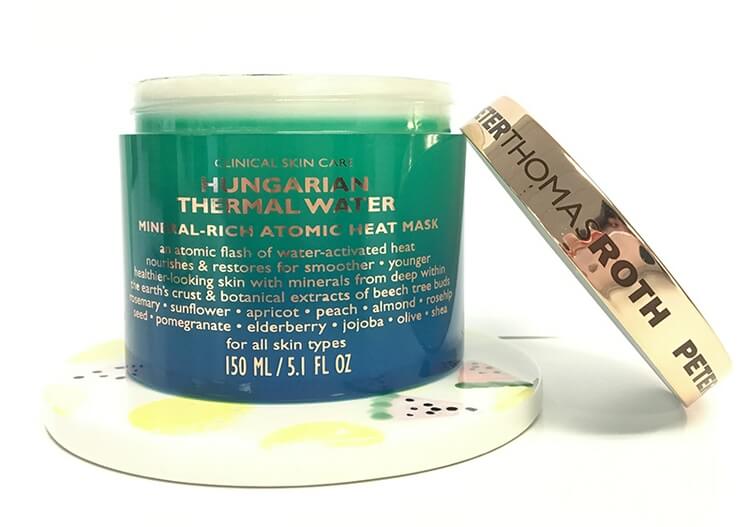 CLINICAL SKIN CARE
HUNGARIAN
THERMAL WATER
MINERAL-RICH ATOMIC HEAT MASK
an atomic flash of water-activated heat
nourishes & restores for smoother • younger
healthier-looking skin with minerals from deep within
the earth's crust & botanical extracts of beech tree buds
rosemary • sunflower • apricot • peach • almond • rosehip
seed • pomegranate • elderberry • jojoba • olive • shea
for all skin types
150 ML/5.1 FL OZ
PETERTHOMASROTH PETE